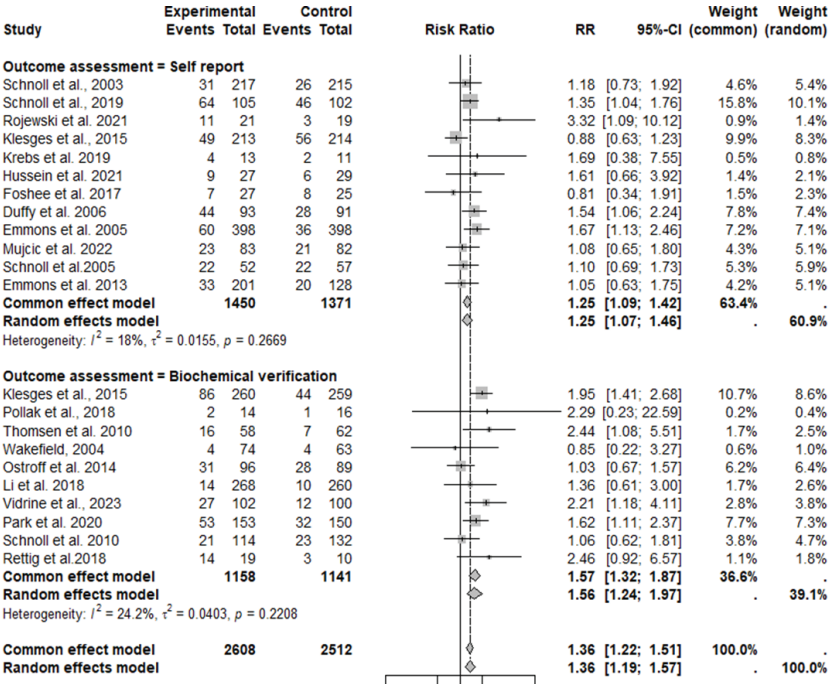 Experimental Control Weight Weight
Study Events Total Events Total Risk Ratio RR 95%-CI (common) (random)
Outcome assessment = Self report
Schnoll et al., 2003 31 217 26 215 1.18 [0.73; 1.92] 4.6% 5.4%
Schnoll et al., 2019 64 105 46 102 1.35 [1.04; 1.76] 15.8% 10.1%
Rojewski et al. 2021 11 21 3 19 3.32 [1.09; 10.12] 0.9% 1.4%
Klesges et al., 2015 49 213 56 214 0.88 [0.63; 1.23] 9.9% 8.3%
Krebs et al. 2019 4 13 2 11 1.69 [0.38; 7.55] 0.5% 0.8%
Hussein et al. 2021 9 27 6 29 1.61 [0.66; 3.92] 1.4% 2.1%
Foshee et al. 2017 7 27 8 25 0.81 [0.34; 1.91] 1.5% 2.3%
Duffy et al. 2006 44 93 28 91 1.54 [1.06; 2.24] 7.8% 7.4%
Emmons et al. 2005 60 398 36 398 1.67 [1.13; 2.46] 7.2% 7.1%
Mujcic et al. 2022 23 83 21 82 1.08 [0.65; 1.80] 4.3% 5.1%
Schnoll et al.2005 22 52 22 57 1.10 [0.69; 1.73] 5.3% 5.9%
Emmons et al. 2013 33 201 20 128 1.05 [0.63; 1.75] 4.2% 5.1%
Common effect model 1450 1371 1.25 [1.09; 1.42] 63.4% .
Random effects model 1.25 [1.07; 1.46] . 60.9%
Heterogeneity: I² = 18%, τ² = 0.0155, p = 0.2669
Outcome assessment = Biochemical verification
Klesges et al., 2015 86 260 44 259 1.95 [1.41; 2.68] 10.7% 8.6%
Pollak et al., 2018 2 14 1 16 2.29 [0.23; 22.59] 0.2% 0.4%
Thomsen et al. 2010 16 58 7 62 2.44 [1.08; 5.51] 1.7% 2.5%
Wakefield, 2004 4 74 4 63 0.85 [0.22; 3.27] 0.6% 1.0%
Ostroff et al. 2014 31 96 28 89 1.03 [0.67; 1.57] 6.2% 6.4%
Li et al. 2018 14 268 10 260 1.36 [0.61; 3.00] 1.7% 2.6%
Vidrine et al., 2023 27 102 12 100 2.21 [1.18; 4.11] 2.8% 3.8%
Park et al. 2020 53 153 32 150 1.62 [1.11; 2.37] 7.7% 7.3%
Schnoll et al. 2010 21 114 23 132 1.06 [0.62; 1.81] 3.8% 4.7%
Rettig et al.2018 14 19 3 10 2.46 [0.92; 6.57] 1.1% 1.8%
Common effect model 1158 1141 1.57 [1.32; 1.87] 36.6% .
Random effects model 1.56 [1.24; 1.97] . 39.1%
Heterogeneity: I² = 24.2%, τ² = 0.0403, p = 0.2208
Common effect model 2608 2512 1.36 [1.22; 1.51] 100.0% .
Random effects model 1.36 [1.19; 1.57] . 100.0%